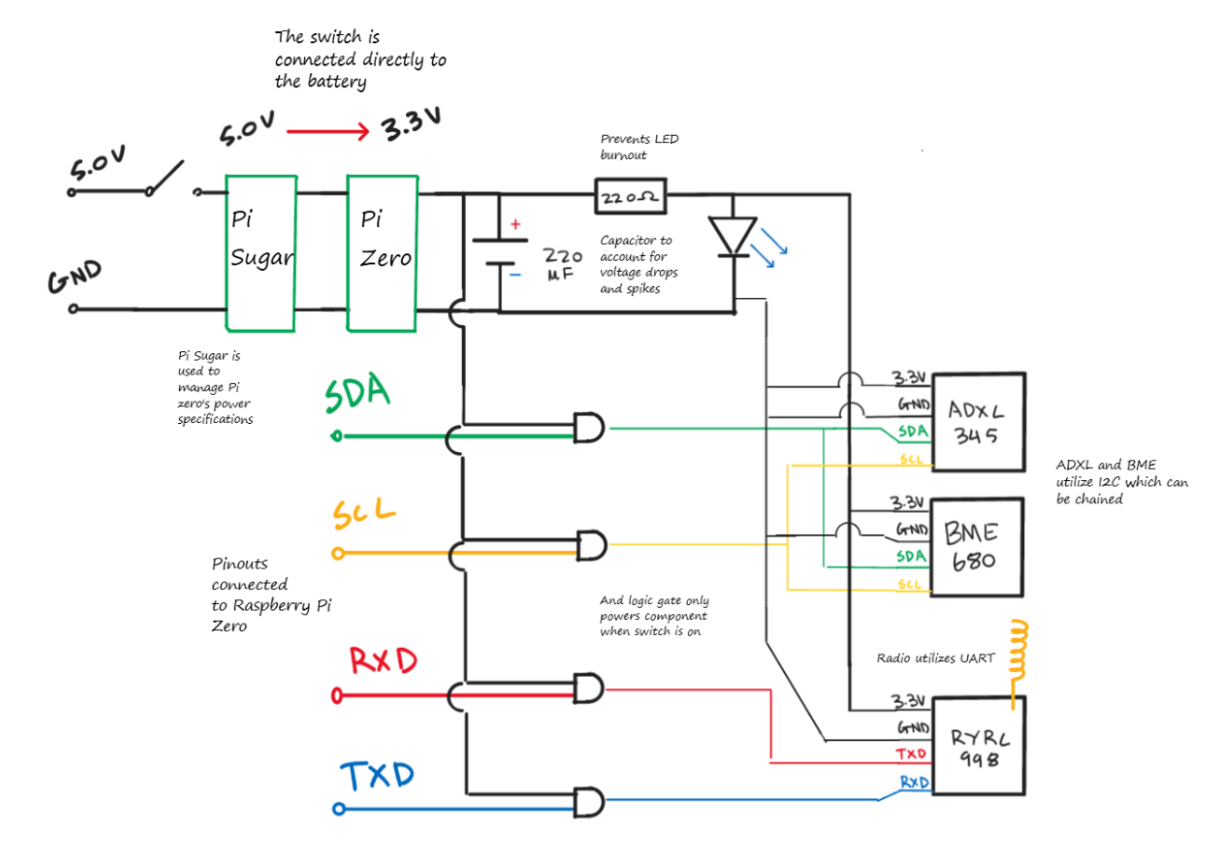 The switch is
connected directly to
the battery
5.0V
5.0V
3.3V
GND
Pi
Sugar
Pi
Zero
Prevents LED
burnout
220Ω
+
-
220
μF
Capacitor to
account for
voltage drops
and spikes
Pi Sugar is
used to
manage Pi
zero's power
specifications
SDA
SCL
Pinouts
connected
to Raspberry Pi
Zero
RXD
TXD
And logic gate only
powers component
when switch is on
3.3V
GND
SDA
SCL
ADXL
345
ADXL and BME
utilize I2C which can
be chained
3.3V
GND
SDA
SCL
BME
680
Radio utilizes UART
3.3V
GND
TXD
RXD
RYRL
998